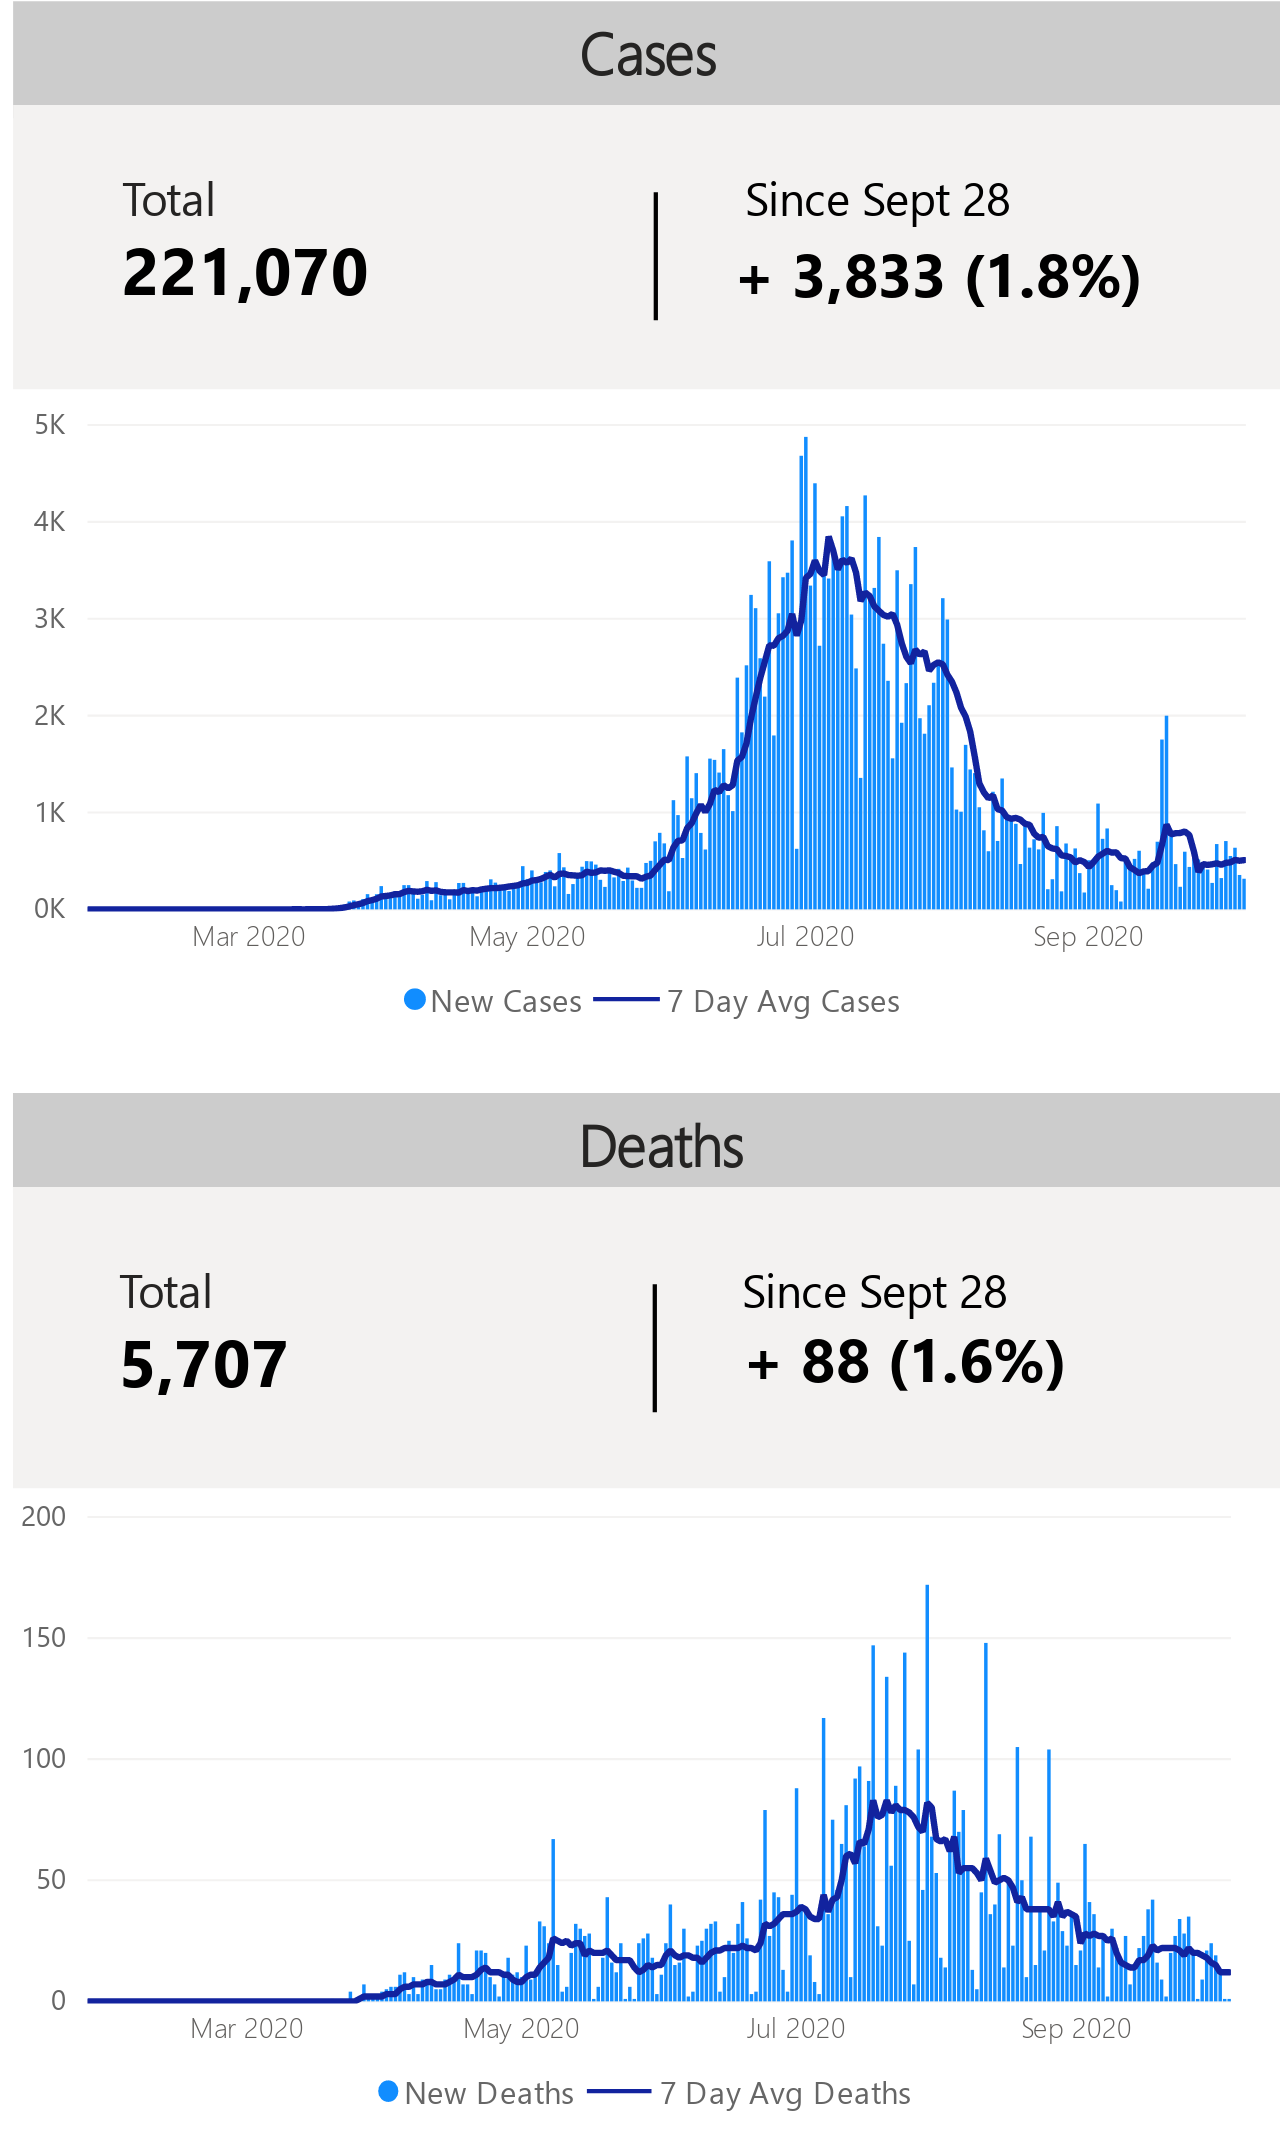 Cases
Total
Since Sept 28
221,070
+ 3,833 (1.8%)
5K
4K
3K
2K
1K
0K
Mar 2020
May 2020
Jul 2020
Sep 2020
New Cases
7 Day Avg Cases
Deaths
Total
Since Sept 28
5,707
+ 88 (1.6%)
200
150
100
50
0
Mar 2020
May 2020
Jul 2020
Sep 2020
New Deaths
7 Day Avg Deaths